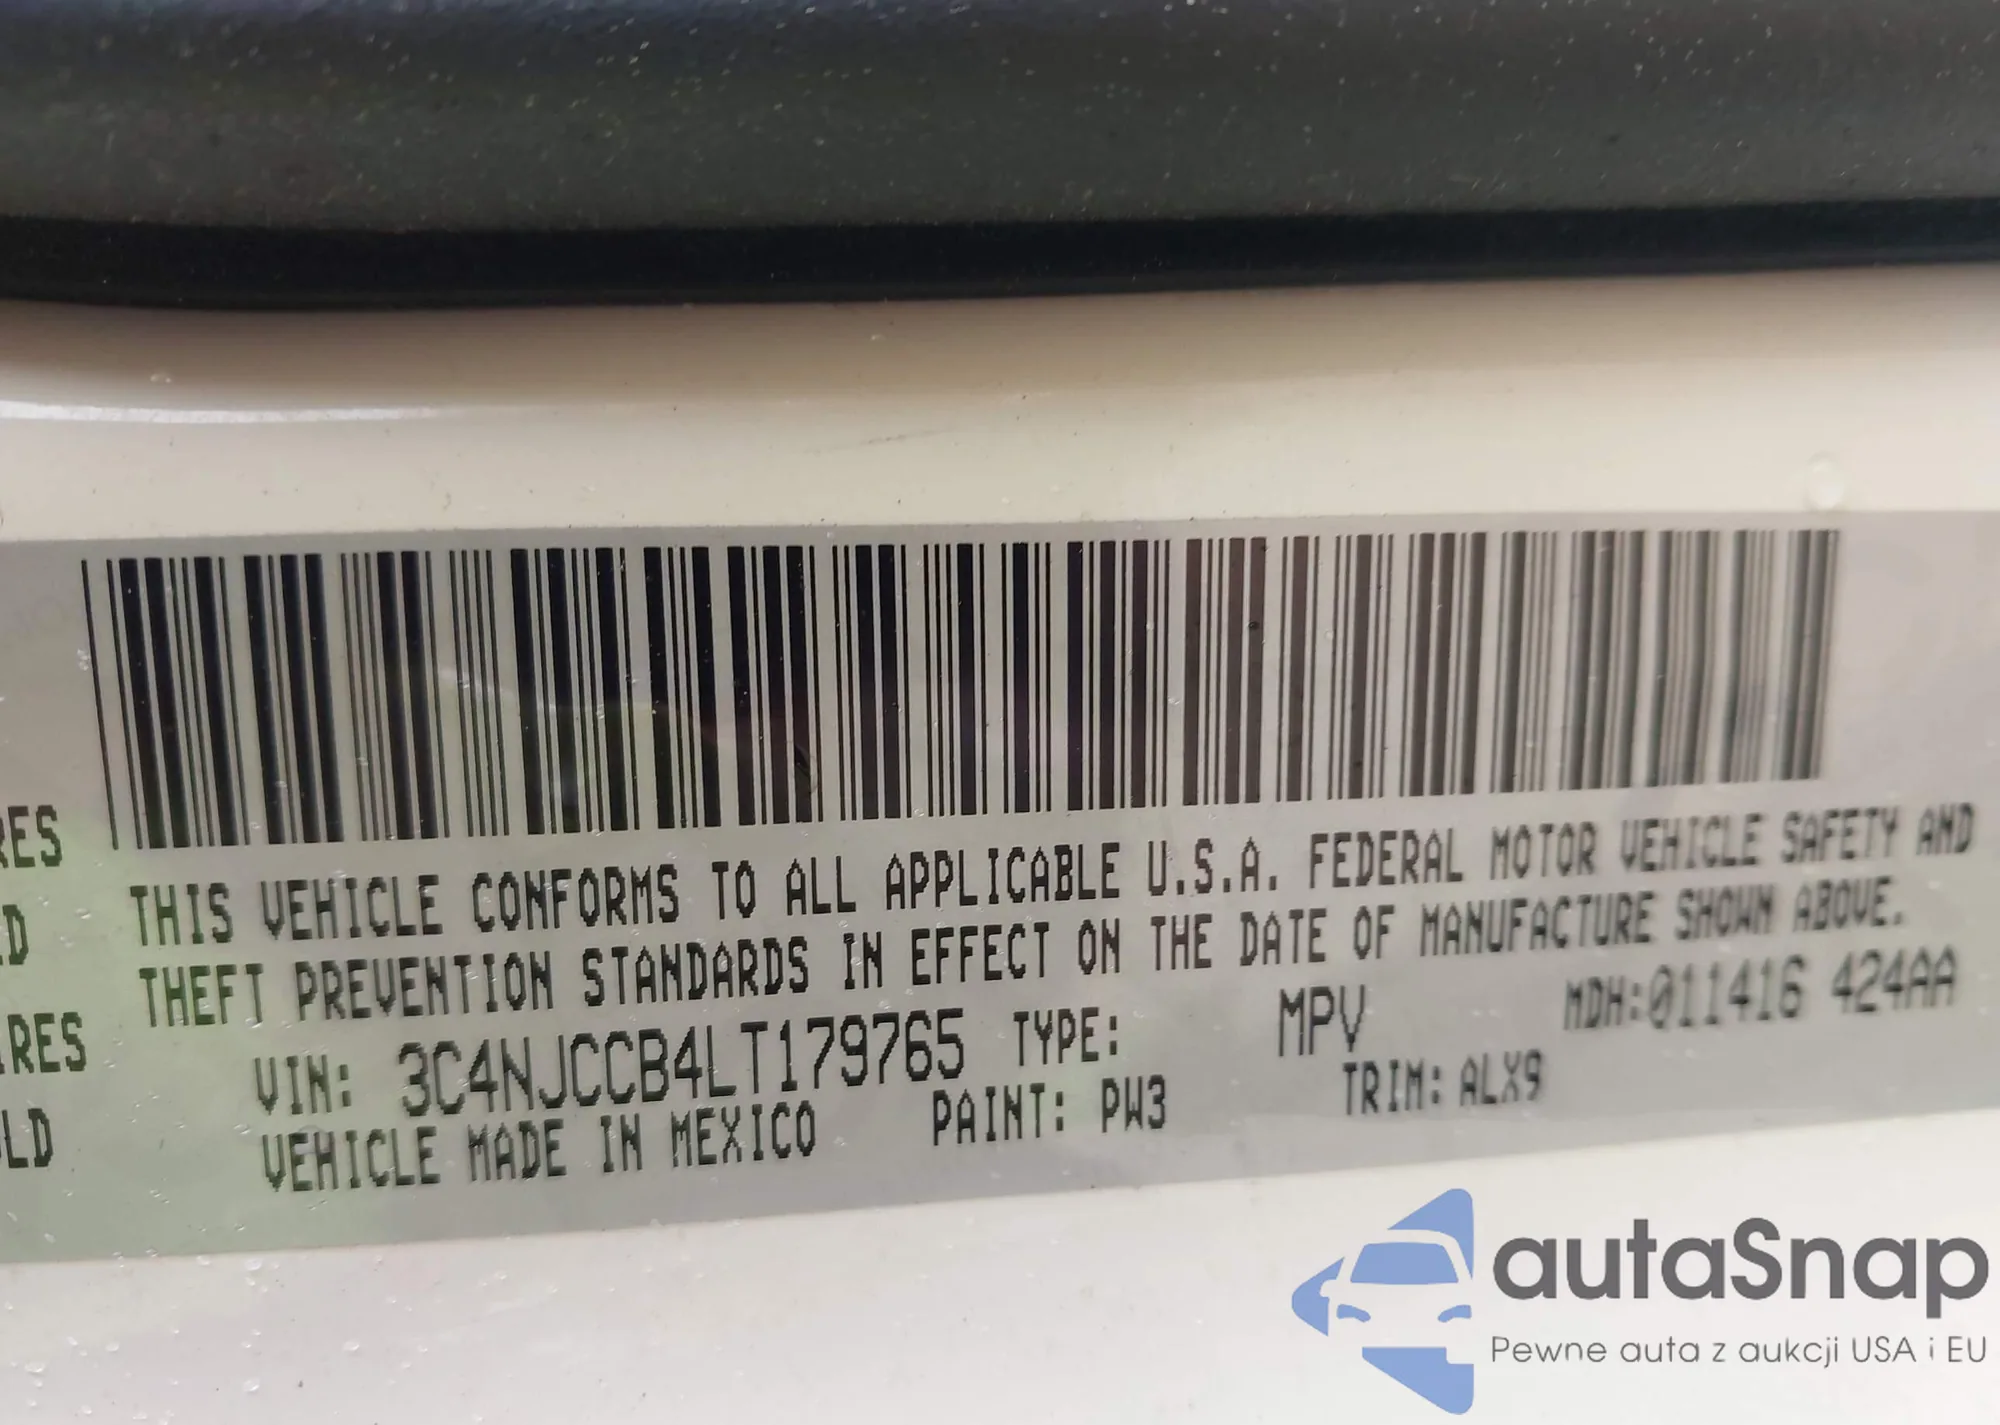 RES
THIS VEHICLE CONFORMS TO ALL APPLICABLE U.S.A. FEDERAL MOTOR VEHICLE SAFETY AND
LD
THEFT PREVENTION STANDARDS IN EFFECT ON THE DATE OF MANUFACTURE SHOWN ABOVE.
IRES
VIN: 3C4NJCCB4LT179765 TYPE: MPV MDH:011416 424AA
LD
VEHICLE MADE IN MEXICO PAINT: PW3 TRIM: ALX9
autaSnap
Pewne auta z aukcji USA i EU